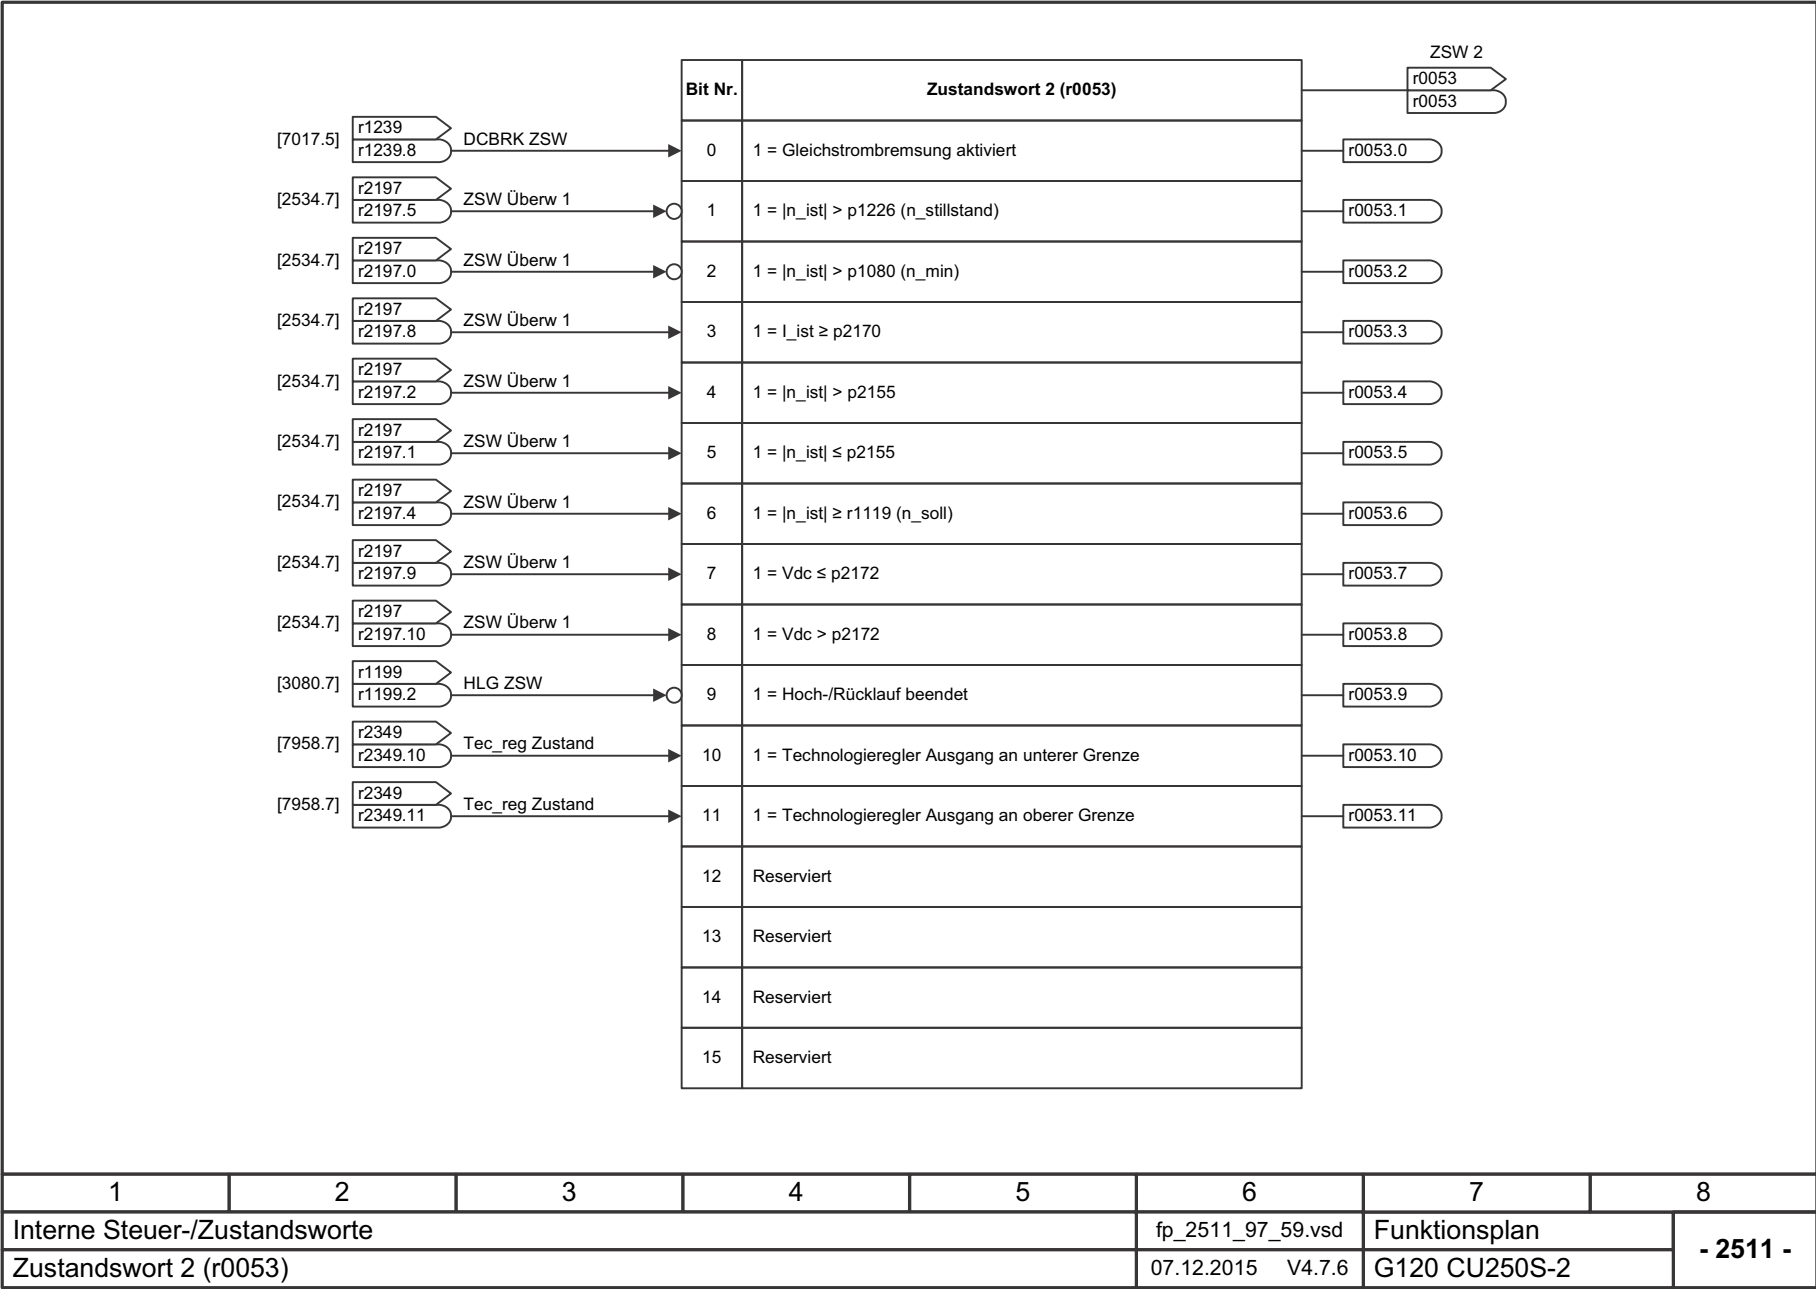 ZSW 2
r0053
r0053
Bit Nr. Zustandswort 2 (r0053)
[7017.5] r1239 r1239.8 DCBRK ZSW 0 1 = Gleichstrombremsung aktiviert r0053.0
[2534.7] r2197 r2197.5 ZSW Überw 1 1 1 = |n_ist| > p1226 (n_stillstand) r0053.1
[2534.7] r2197 r2197.0 ZSW Überw 1 2 1 = |n_ist| > p1080 (n_min) r0053.2
[2534.7] r2197 r2197.8 ZSW Überw 1 3 1 = I_ist ≥ p2170 r0053.3
[2534.7] r2197 r2197.2 ZSW Überw 1 4 1 = |n_ist| > p2155 r0053.4
[2534.7] r2197 r2197.1 ZSW Überw 1 5 1 = |n_ist| ≤ p2155 r0053.5
[2534.7] r2197 r2197.4 ZSW Überw 1 6 1 = |n_ist| ≥ r1119 (n_soll) r0053.6
[2534.7] r2197 r2197.9 ZSW Überw 1 7 1 = Vdc ≤ p2172 r0053.7
[2534.7] r2197 r2197.10 ZSW Überw 1 8 1 = Vdc > p2172 r0053.8
[3080.7] r1199 r1199.2 HLG ZSW 9 1 = Hoch-/Rücklauf beendet r0053.9
[7958.7] r2349 r2349.10 Tec_reg Zustand 10 1 = Technologieregler Ausgang an unterer Grenze r0053.10
[7958.7] r2349 r2349.11 Tec_reg Zustand 11 1 = Technologieregler Ausgang an oberer Grenze r0053.11
12 Reserviert
13 Reserviert
14 Reserviert
15 Reserviert
1 2 3 4 5 6 7 8
Interne Steuer-/Zustandsworte fp_2511_97_59.vsd Funktionsplan
- 2511 -
Zustandswort 2 (r0053) 07.12.2015 V4.7.6 G120 CU250S-2